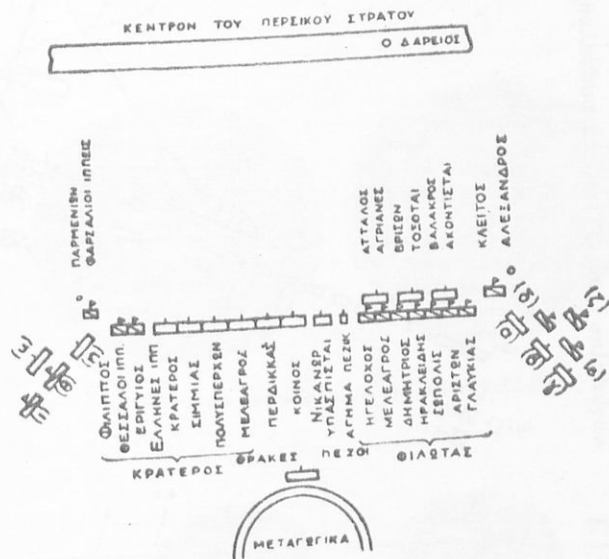 ΚΕΝΤΡΟΝ ΤΟΥ ΠΕΡΣΙΚΟΥ ΣΤΡΑΤΟΥ
Ο ΔΑΡΕΙΟΣ
ΠΑΡΜΕΝΙΩΝ
ΦΑΡΣΑΛΙΟΙ ΙΠΠΕΙΣ
ΑΤΤΑΛΟΣ
ΑΓΡΙΑΝΕΣ
ΒΡΙΣΩΝ
ΤΟΞΟΤΑΙ
ΒΑΛΑΚΡΟΣ
ΑΚΟΝΤΙΣΤΑΙ
ΚΛΕΙΤΟΣ
ΑΛΕΞΑΝΔΡΟΣ
ΦΙΛΙΠΠΟΣ
ΘΕΣΣΑΛΟΙ ΙΠΠ.
ΕΡΙΓΥΙΟΣ
ΕΛΛΗΝΕΣ ΙΠΠ
ΚΡΑΤΕΡΟΣ
ΣΙΜΜΙΑΣ
ΠΟΛΥΣΠΕΡΧΩΝ
ΜΕΛΕΑΓΡΟΣ
ΠΕΡΔΙΚΚΑΣ
ΚΟΙΝΟΣ
ΝΙΚΑΝΩΡ
ΥΠΑΣΠΙΣΤΑΙ
ΑΓΗΜΑ ΠΕΖΙΚ
ΗΓΕΛΟΧΟΣ
ΜΕΛΕΑΓΡΟΣ
ΔΗΜΗΤΡΙΟΣ
ΗΡΑΚΛΕΙΔΗΣ
ΣΩΠΟΛΙΣ
ΑΡΙΣΤΩΝ
ΓΛΑΥΚΙΑΣ
ΚΡΑΤΕΡΟΣ
ΘΡΑΚΕΣ ΠΕΖΟΙ
ΦΙΛΩΤΑΣ
ΜΕΤΑΓΩΓΙΚΑ